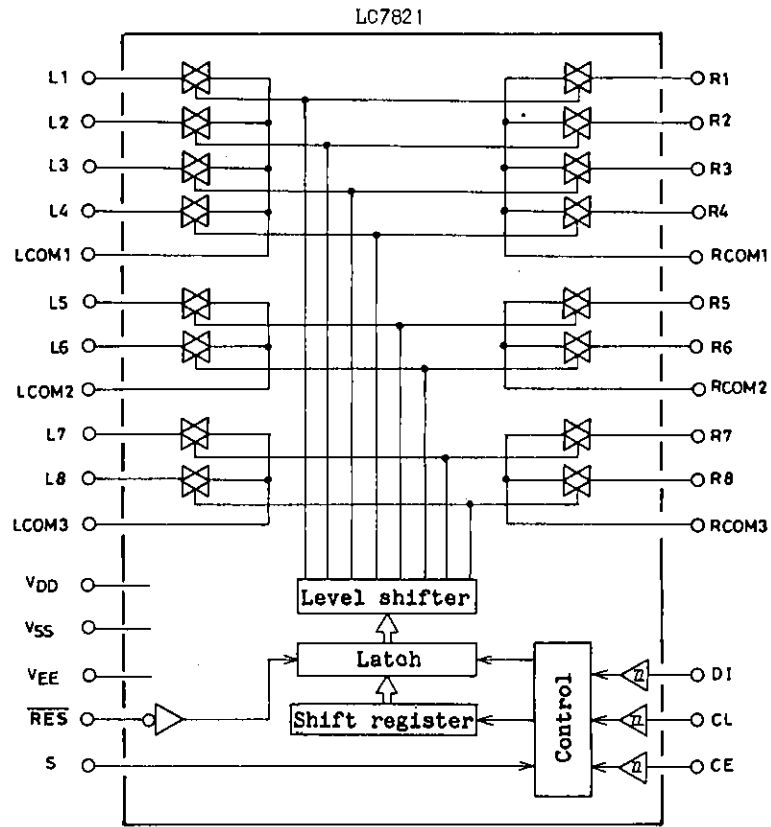 LC7821
L1
R1
L2
R2
L3
R3
L4
R4
LCOM1
RCOM1
L5
R5
L6
R6
LCOM2
RCOM2
L7
R7
L8
R8
LCOM3
RCOM3
VDD
Level shifter
VSS
Latch
VEE
DI
RES
Shift register
Control
CL
S
CE